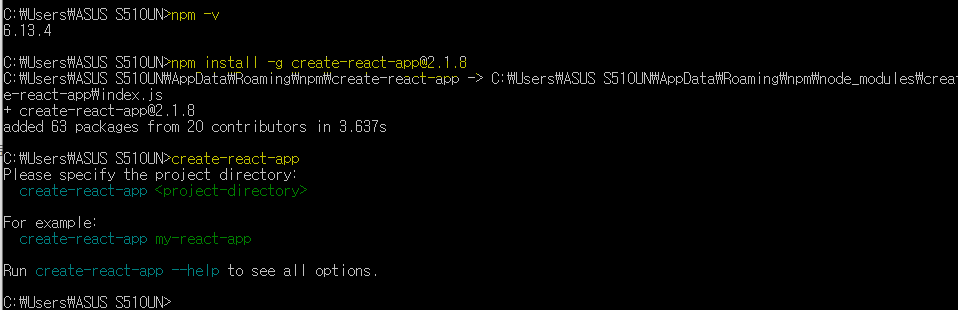 C:₩Users₩ASUS S510UN>npm -v
6.13.4
C:₩Users₩ASUS S510UN>npm install -g create-react-app@2.1.8
C:₩Users₩ASUS S510UN₩AppData₩Roaming₩npm₩create-react-app -> C:₩Users₩ASUS S510UN₩AppData₩Roaming₩npm₩node_modules₩creat
e-react-app₩index.js
+ create-react-app@2.1.8
added 63 packages from 20 contributors in 3.637s
C:₩Users₩ASUS S510UN>create-react-app
Please specify the project directory:
create-react-app <project-directory>
For example:
create-react-app my-react-app
Run create-react-app --help to see all options.
C:₩Users₩ASUS S510UN>